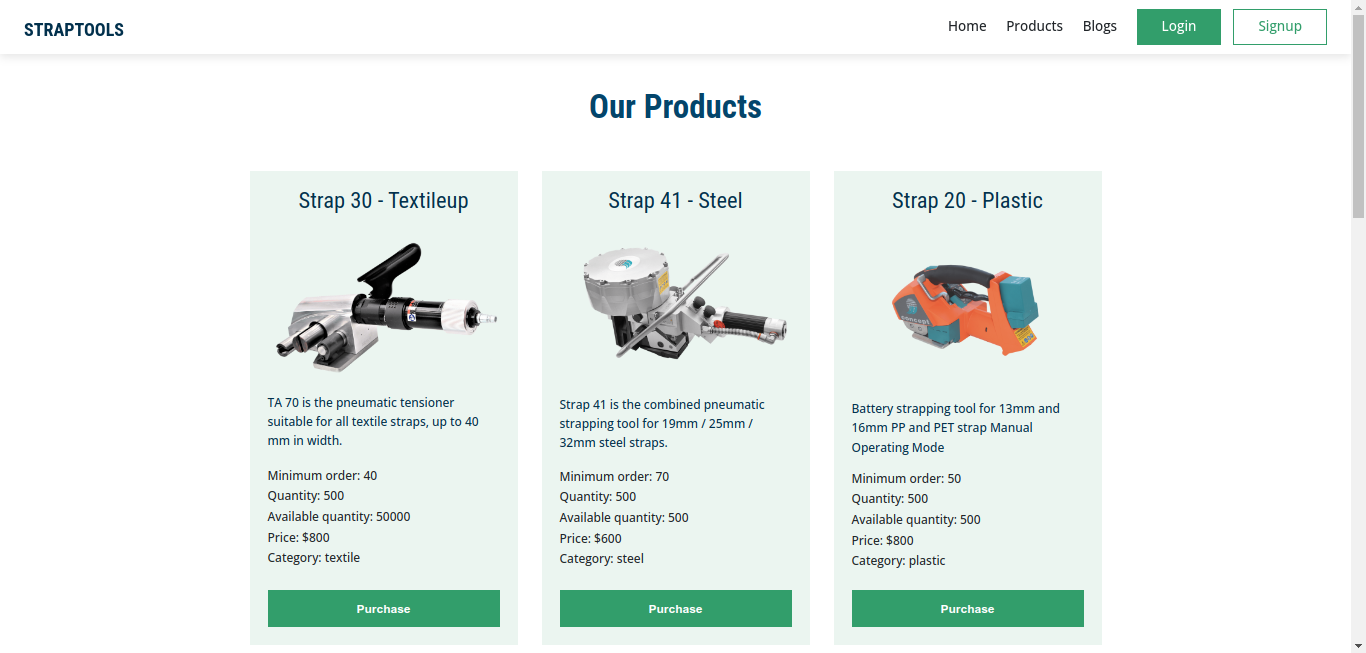 STRAPTOOLS
Home
Products
Blogs
Login
Signup
Our Products
Strap 30 - Textileup
TA 70 is the pneumatic tensioner
suitable for all textile straps, up to 40
mm in width.
Minimum order: 40
Quantity: 500
Available quantity: 50000
Price: $800
Category: textile
Purchase
Strap 41 - Steel
Strap 41 is the combined pneumatic
strapping tool for 19mm / 25mm /
32mm steel straps.
Minimum order: 70
Quantity: 500
Available quantity: 500
Price: $600
Category: steel
Purchase
Strap 20 - Plastic
concept
Battery strapping tool for 13mm and
16mm PP and PET strap Manual
Operating Mode
Minimum order: 50
Quantity: 500
Available quantity: 500
Price: $800
Category: plastic
Purchase